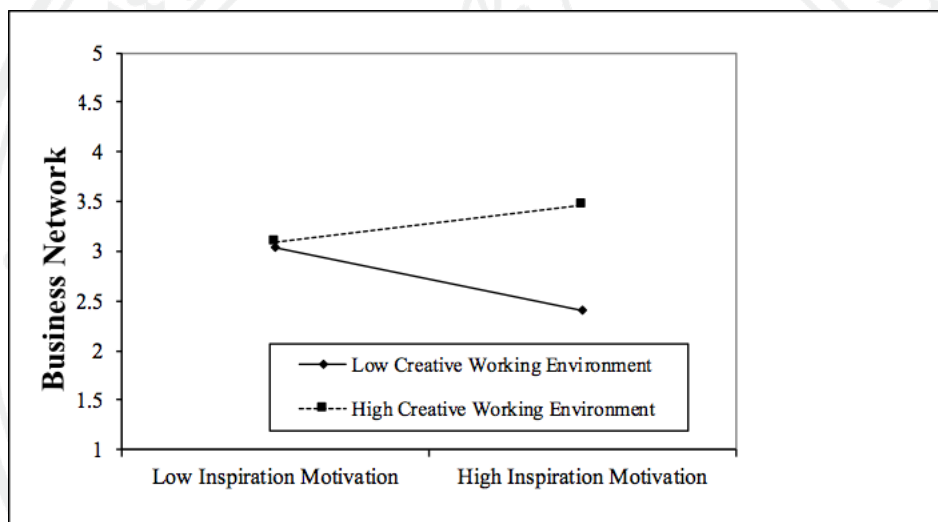 Business Network
5
4.5
4
3.5
3
2.5
2
1.5
1
Low Creative Working Environment
High Creative Working Environment
Low Inspiration Motivation
High Inspiration Motivation